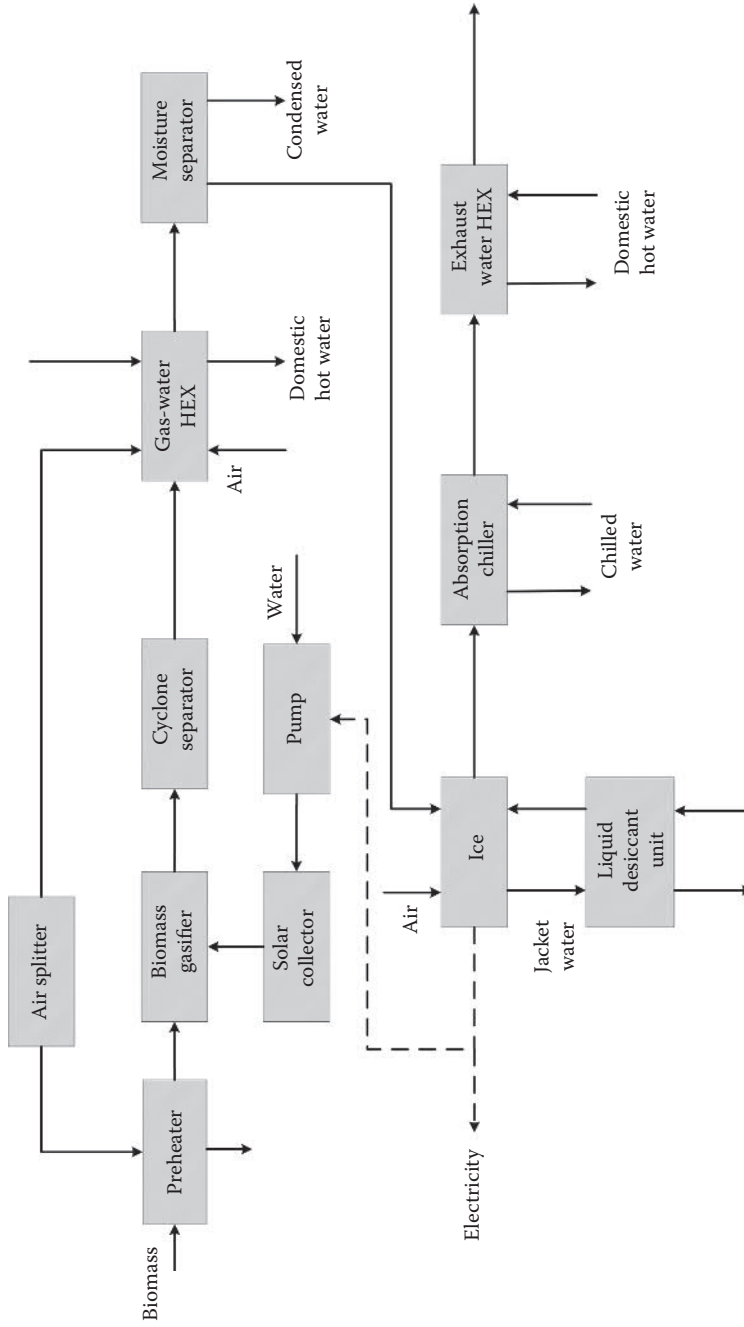 Air splitter
Biomass
Preheater
Biomass
gasifier
Cyclone
separator
Gas-water
HEX
Moisture
separator
Air
Domestic
hot water
Condensed
water
Solar
collector
Pump
Water
Electricity
Air
Ice
Jacket
water
Liquid
desiccant
unit
Absorption
chiller
Chilled
water
Exhaust
water HEX
Domestic
hot water